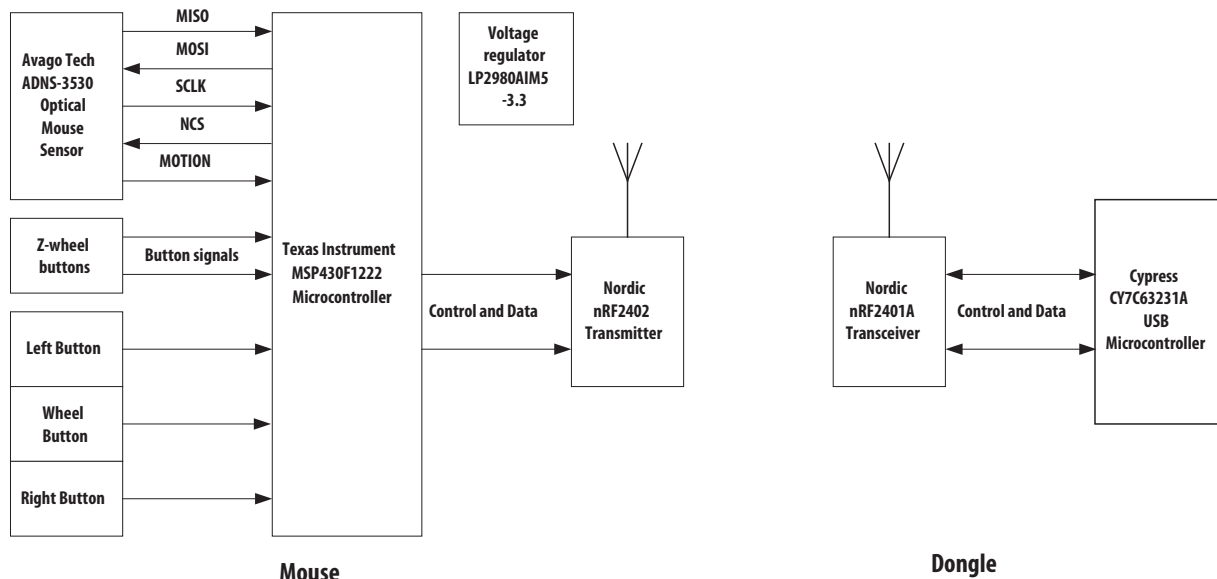 MISO
MOSI
SCLK
NCS
MOTION
Avago Tech
ADNS-3530
Optical
Mouse
Sensor
Z-wheel
buttons
Button signals
Left Button
Wheel
Button
Right Button
Texas Instrument
MSP430F1222
Microcontroller
Voltage
regulator
LP2980AIM5
-3.3
Control and Data
Nordic
nRF2402
Transmitter
Mouse
Nordic
nRF2401A
Transceiver
Control and Data
Cypress
CY7C63231A
USB
Microcontroller
Dongle